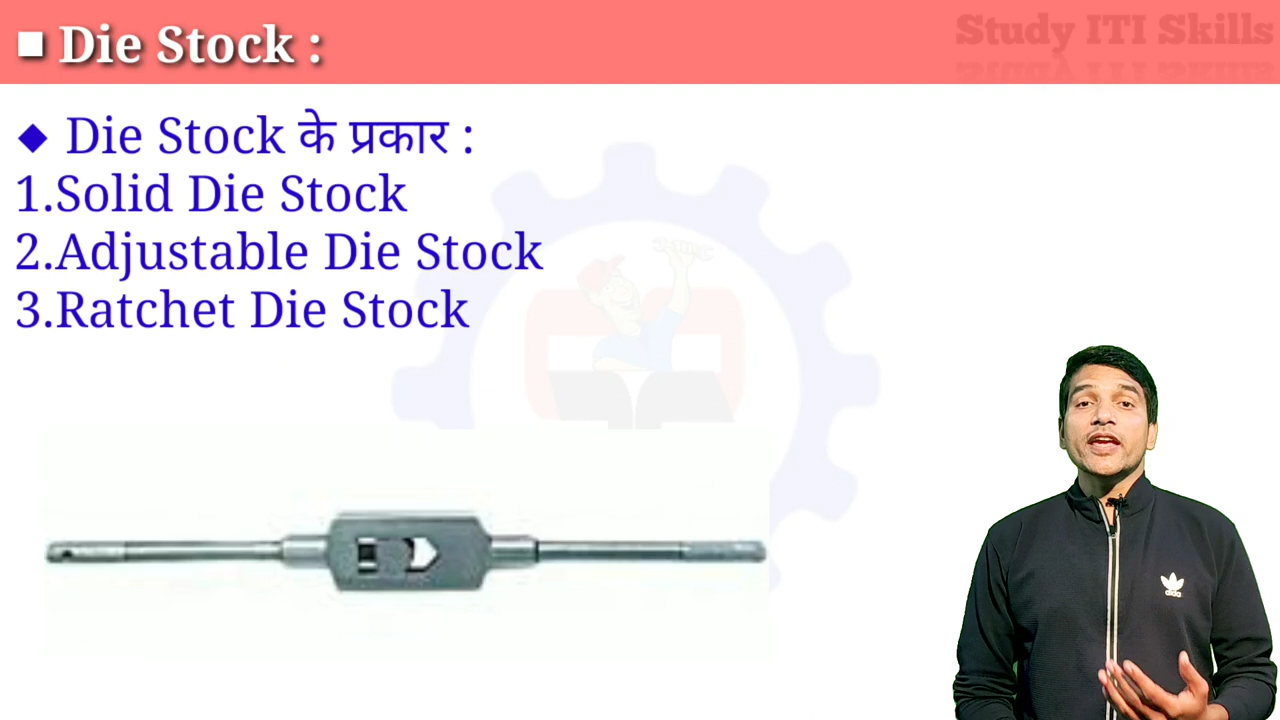 ■ Die Stock :
Study ITI Skills
◆ Die Stock के प्रकार :
1.Solid Die Stock
2.Adjustable Die Stock
3.Ratchet Die Stock